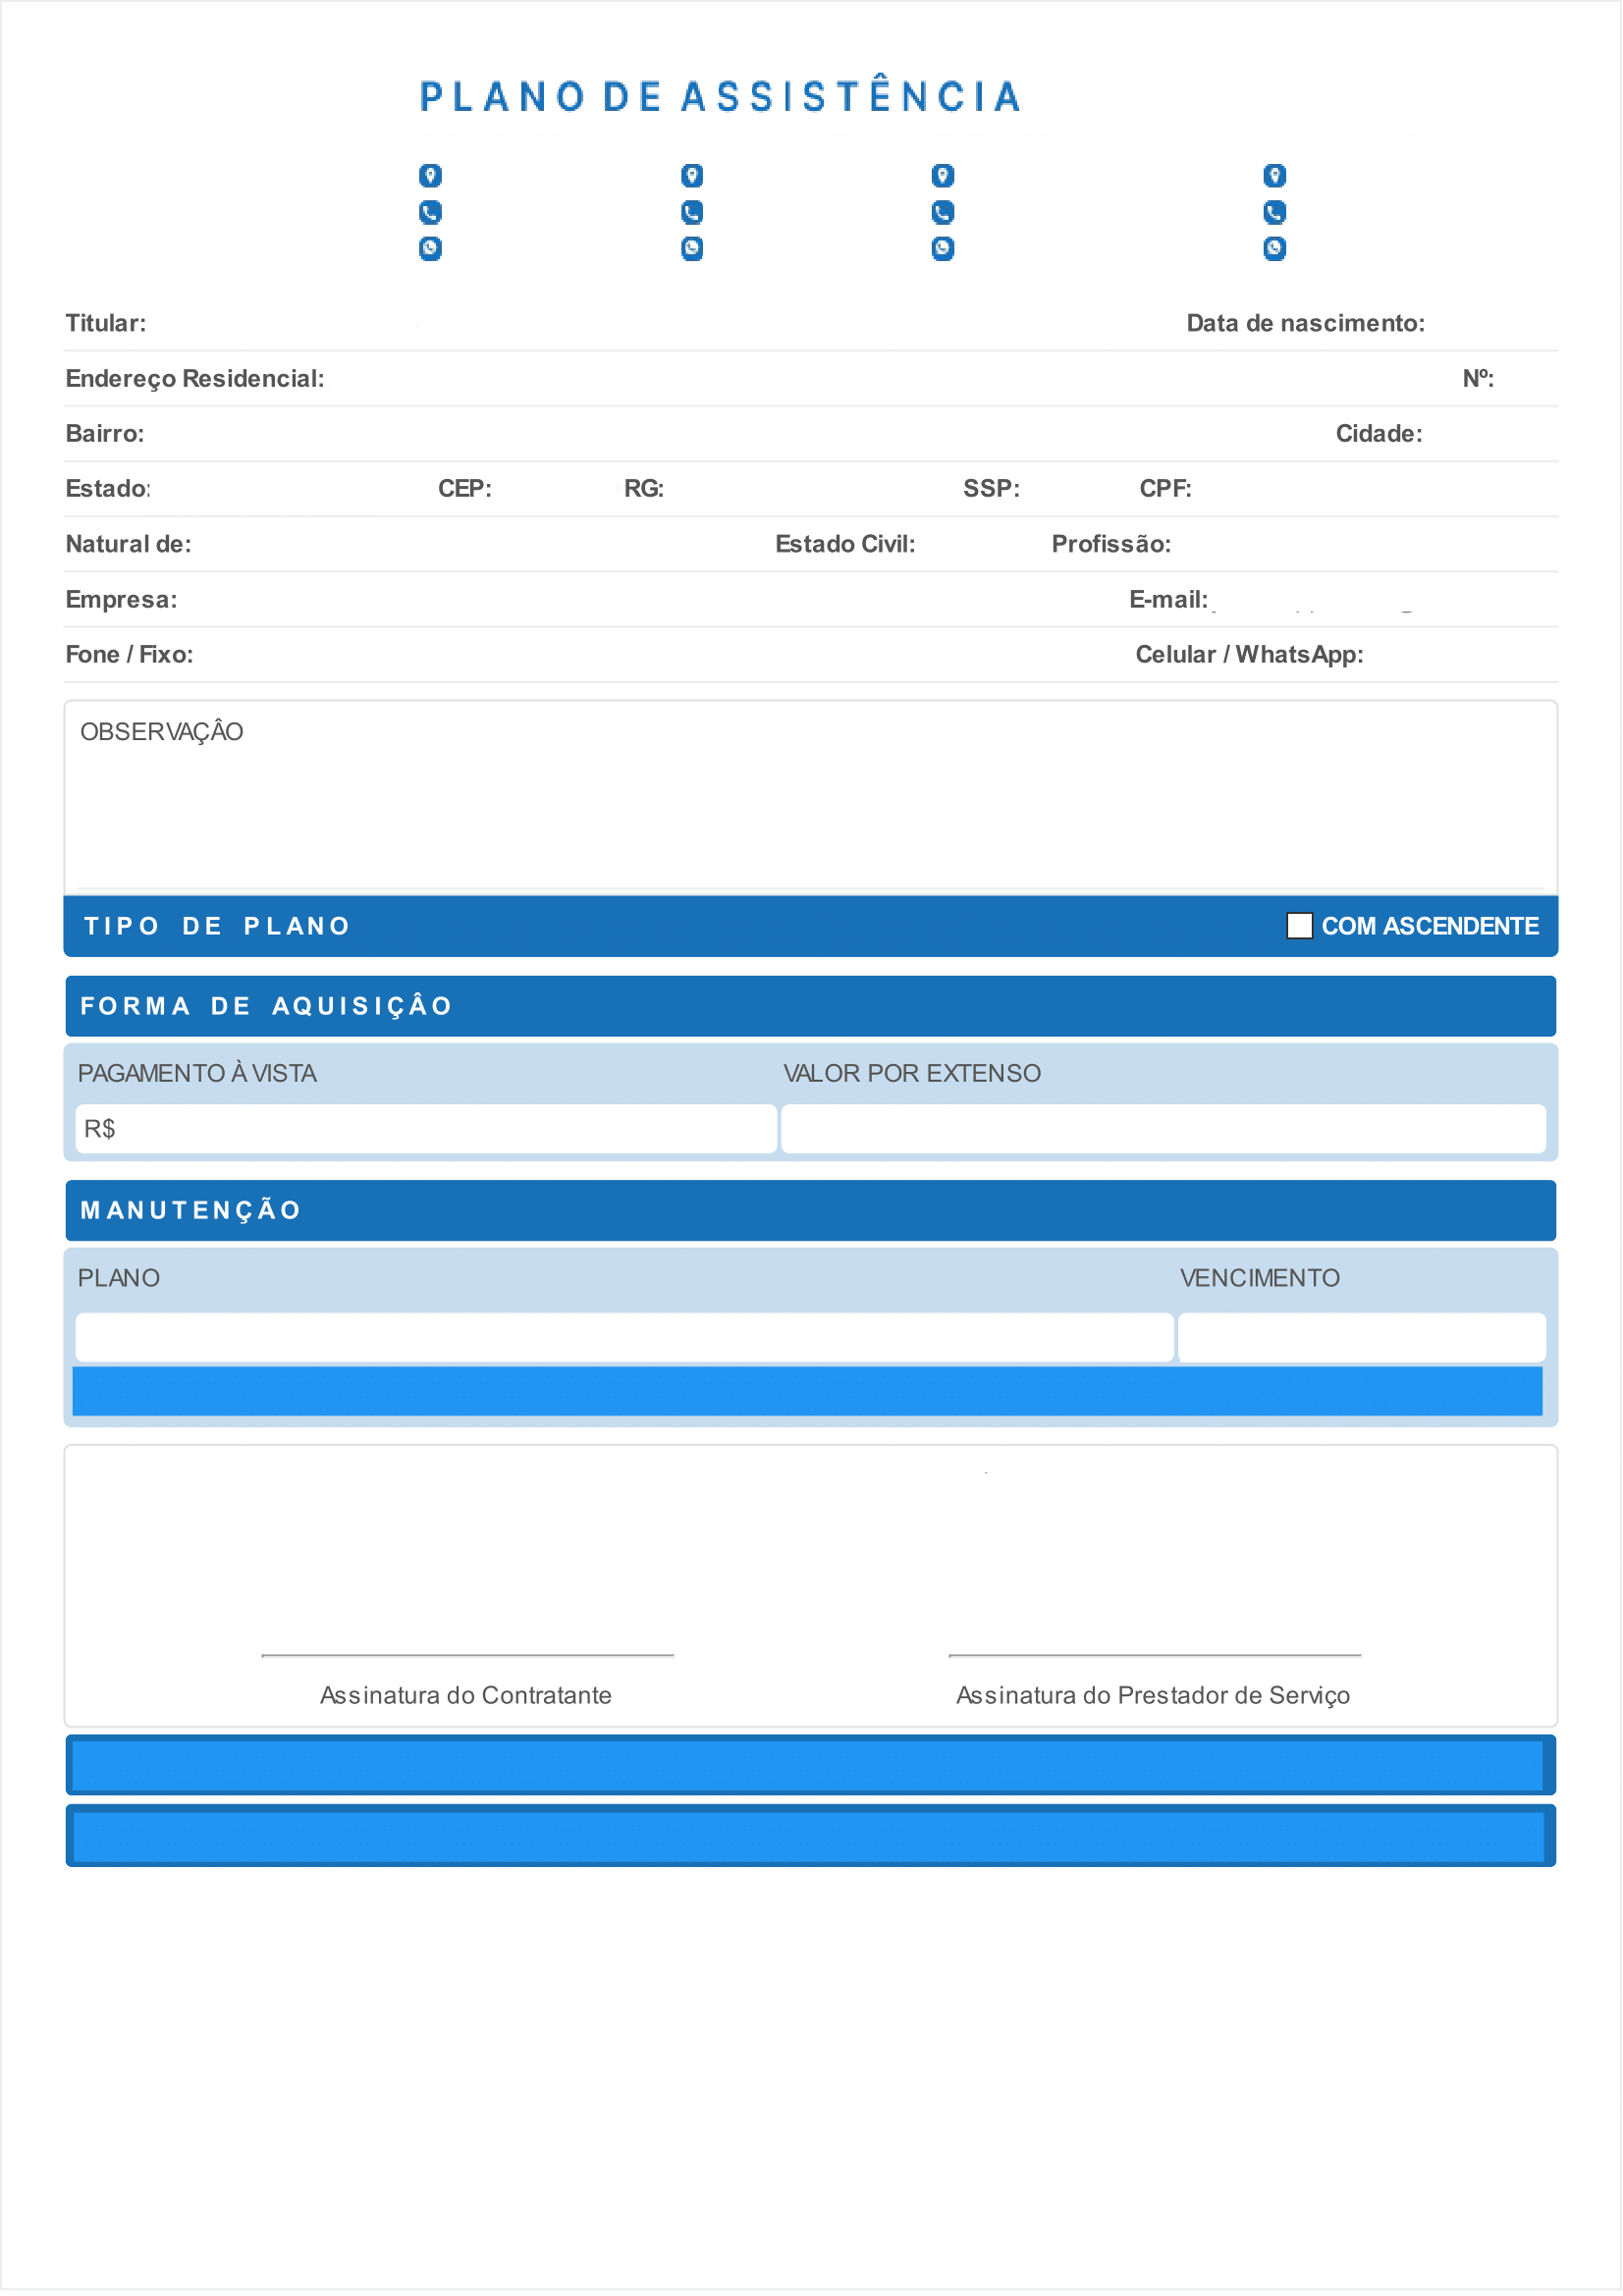 PLANO DE ASSISTÊNCIA
Titular: Data de nascimento:
Endereço Residencial: Nº:
Bairro: Cidade:
Estado: CEP: RG: SSP: CPF:
Natural de: Estado Civil: Profissão:
Empresa: E-mail:
Fone / Fixo: Celular / WhatsApp:
OBSERVAÇÂO
TIPO DE PLANO COM ASCENDENTE
FORMA DE AQUISIÇÂO
PAGAMENTO À VISTA VALOR POR EXTENSO
R$
MANUTENÇÃO
PLANO VENCIMENTO
Assinatura do Contratante Assinatura do Prestador de Serviço